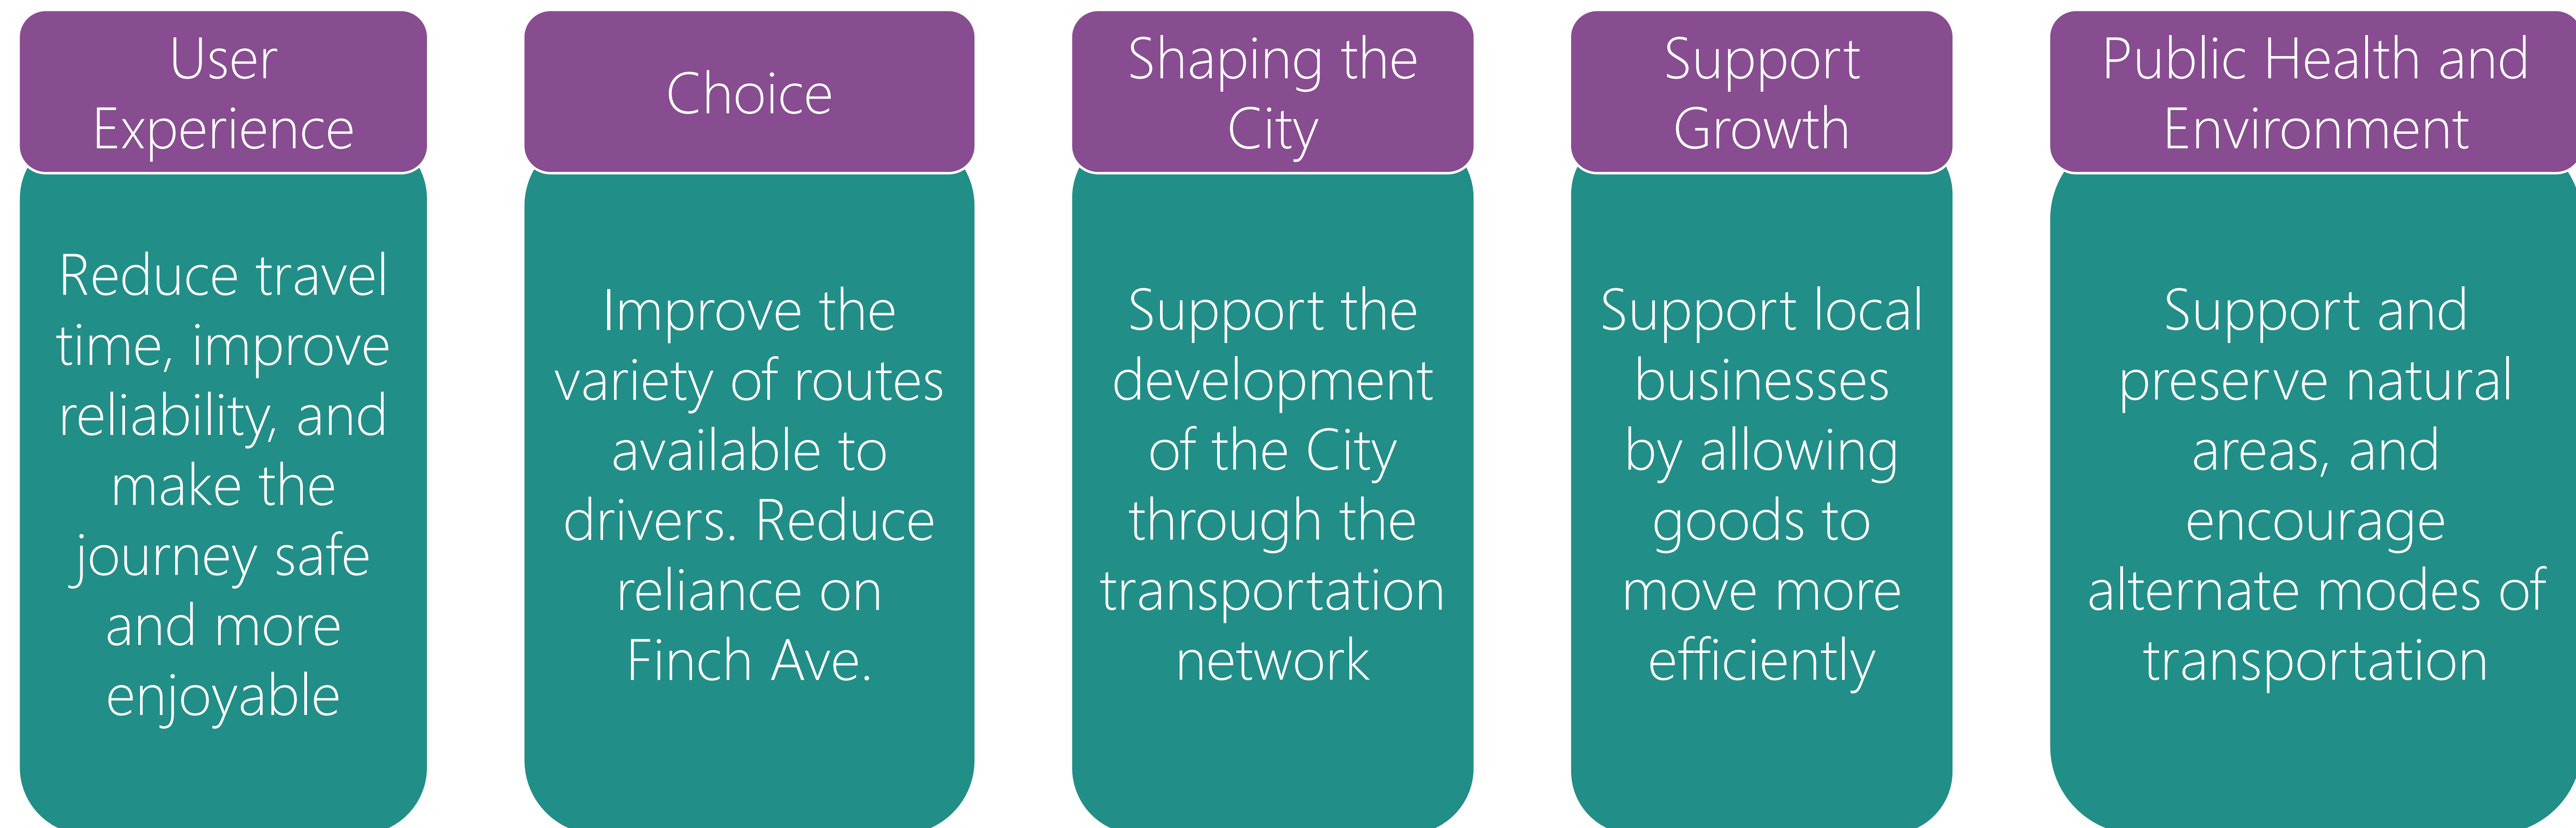 User
Experience
Reduce travel
time, improve
reliability, and
make the
journey safe
and more
enjoyable
Choice
Improve the
variety of routes
available to
drivers. Reduce
reliance on
Finch Ave.
Shaping the
City
Support the
development
of the City
through the
transportation
network
Support
Growth
Support local
businesses
by allowing
goods to
move more
efficiently
Public Health and
Environment
Support and
preserve natural
areas, and
encourage
alternate modes of
transportation